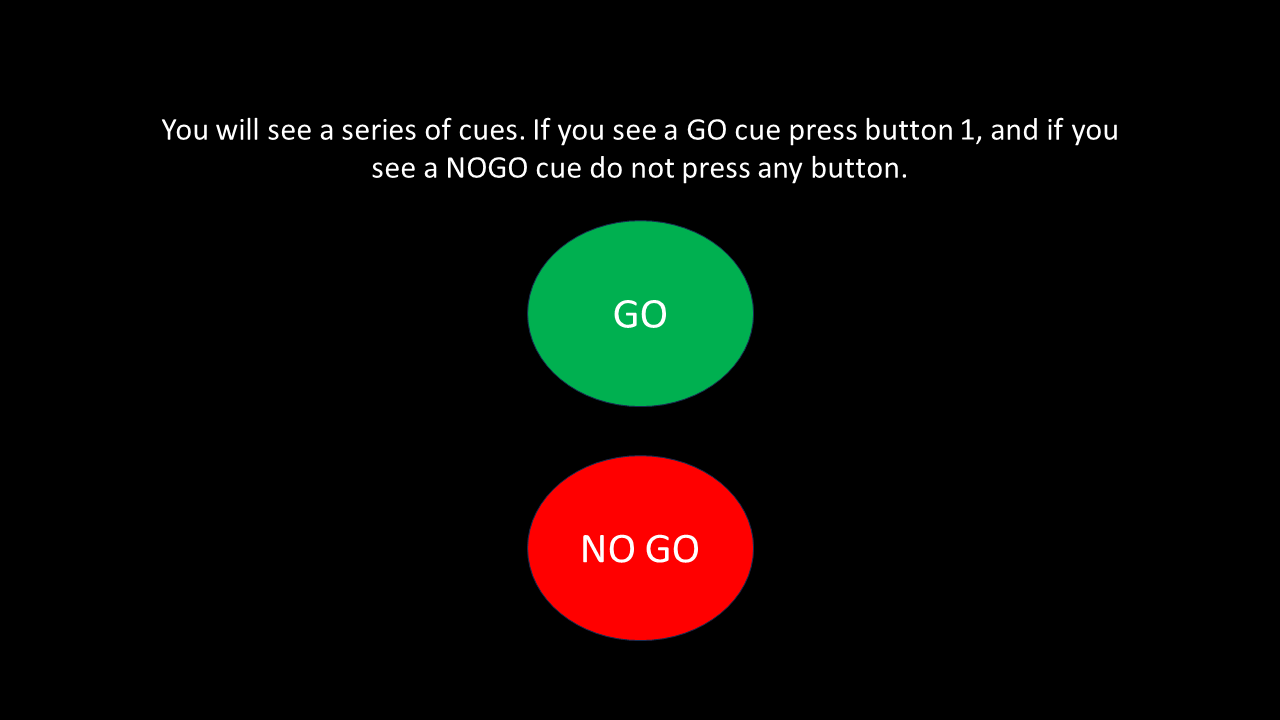 You will see a series of cues. If you see a GO cue press button 1, and if you
see a NOGO cue do not press any button.
GO
NO GO